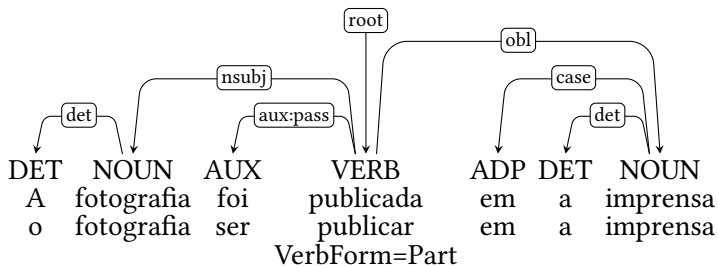 root
obl
nsubj case
det aux:pass det
DET NOUN AUX VERB ADP DET NOUN
A fotografia foi publicada em a imprensa
o fotografia ser publicar em a imprensa
VerbForm=Part